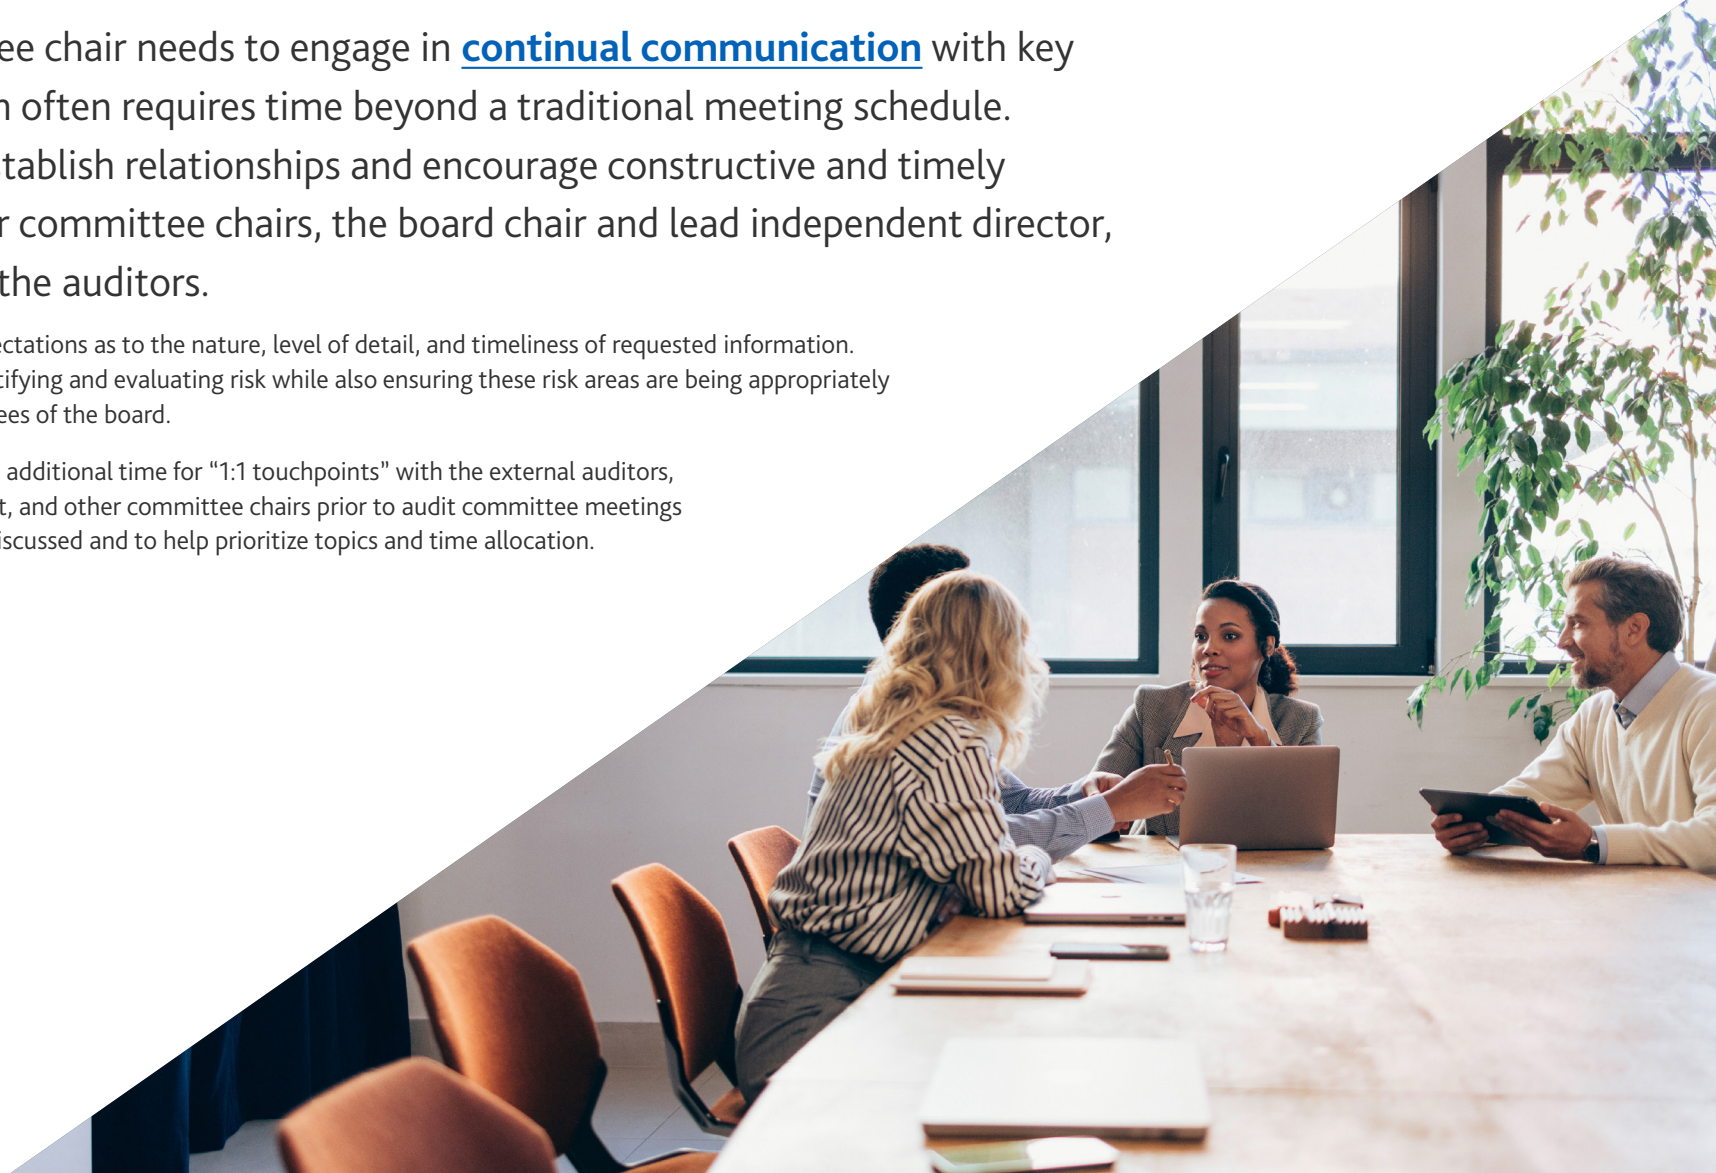 ee chair needs to engage in continual communication with key
often requires time beyond a traditional meeting schedule.
stablish relationships and encourage constructive and timely
r committee chairs, the board chair and lead independent director,
the auditors.
ectations as to the nature, level of detail, and timeliness of requested information.
tifying and evaluating risk while also ensuring these risk areas are being appropriately
ees of the board.
additional time for “1:1 touchpoints” with the external auditors,
t, and other committee chairs prior to audit committee meetings
iscussed and to help prioritize topics and time allocation.